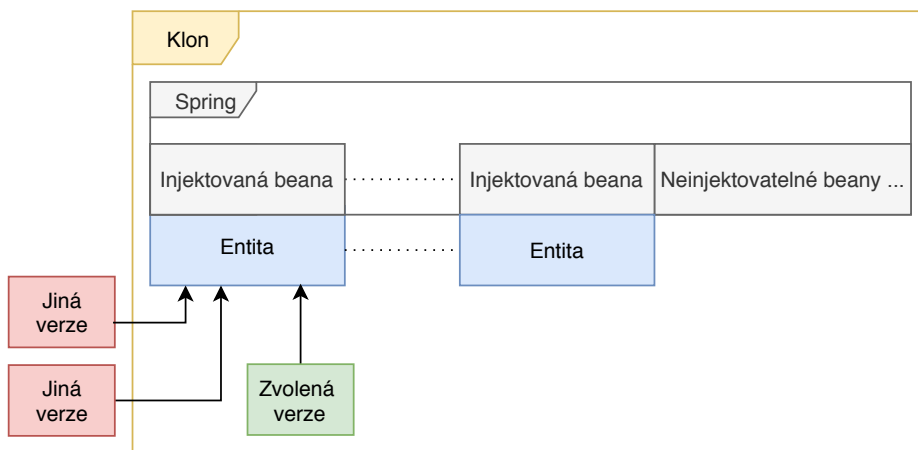 Klon
Spring
Injektovaná beana
Injektovaná beana
Neinjektovatelné beany ...
Entita
Entita
Jiná
verze
Jiná
verze
Zvolená
verze